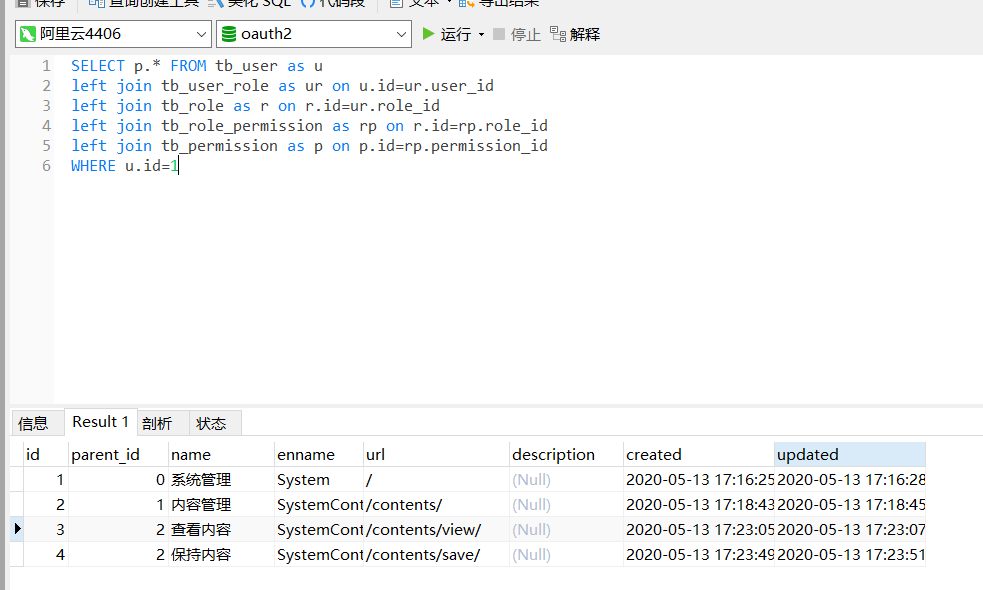 保存 查询创建工具 美化 SQL () 代码段 文本 导出结果
阿里云4406 oauth2 运行 停止 解释
1 SELECT p.* FROM tb_user as u
2 left join tb_user_role as ur on u.id=ur.user_id
3 left join tb_role as r on r.id=ur.role_id
4 left join tb_role_permission as rp on r.id=rp.role_id
5 left join tb_permission as p on p.id=rp.permission_id
6 WHERE u.id=1
信息 Result 1 剖析 状态
id parent_id name enname url description created updated
1 0 系统管理 System / (Null) 2020-05-13 17:16:25 2020-05-13 17:16:28
2 1 内容管理 SystemCont /contents/ (Null) 2020-05-13 17:18:43 2020-05-13 17:18:45
3 2 查看内容 SystemCont /contents/view/ (Null) 2020-05-13 17:23:05 2020-05-13 17:23:07
4 2 保持内容 SystemCont /contents/save/ (Null) 2020-05-13 17:23:49 2020-05-13 17:23:51